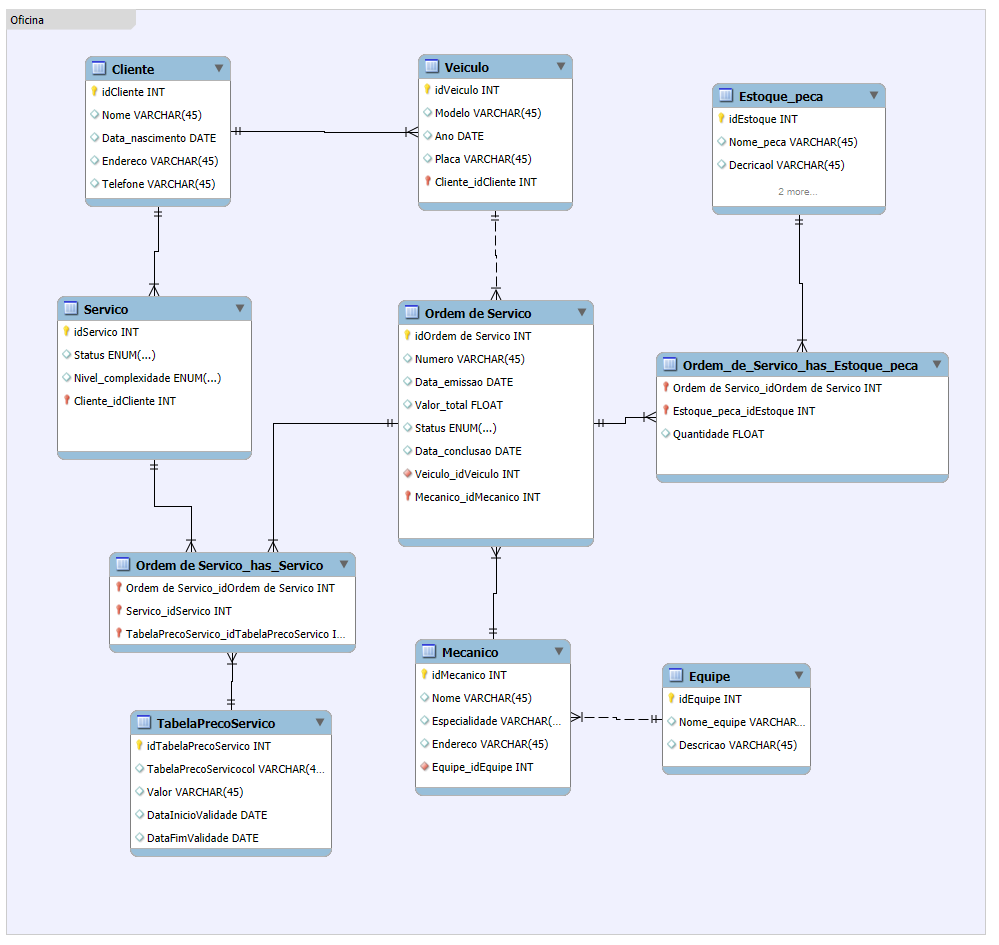 Oficina
Cliente
idCliente INT
Nome VARCHAR(45)
Data_nascimento DATE
Endereco VARCHAR(45)
Telefone VARCHAR(45)
Veiculo
idVeiculo INT
Modelo VARCHAR(45)
Ano DATE
Placa VARCHAR(45)
Cliente_idCliente INT
Estoque_peca
idEstoque INT
Nome_peca VARCHAR(45)
Decricaol VARCHAR(45)
2 more...
Servico
idServico INT
Status ENUM(...)
Nivel_complexidade ENUM(...)
Cliente_idCliente INT
Ordem de Servico
idOrdem de Servico INT
Numero VARCHAR(45)
Data_emissao DATE
Valor_total FLOAT
Status ENUM(...)
Data_conclusao DATE
Veiculo_idVeiculo INT
Mecanico_idMecanico INT
Ordem_de_Servico_has_Estoque_peca
Ordem de Servico_idOrdem de Servico INT
Estoque_peca_idEstoque INT
Quantidade FLOAT
Ordem de Servico_has_Servico
Ordem de Servico_idOrdem de Servico INT
Servico_idServico INT
TabelaPrecoServico_idTabelaPrecoServico I...
Mecanico
idMecanico INT
Nome VARCHAR(45)
Especialidade VARCHAR(...
Endereco VARCHAR(45)
Equipe_idEquipe INT
Equipe
idEquipe INT
Nome_equipe VARCHAR...
Descricao VARCHAR(45)
TabelaPrecoServico
idTabelaPrecoServico INT
TabelaPrecoServicocol VARCHAR(4...
Valor VARCHAR(45)
DataInicioValidade DATE
DataFimValidade DATE